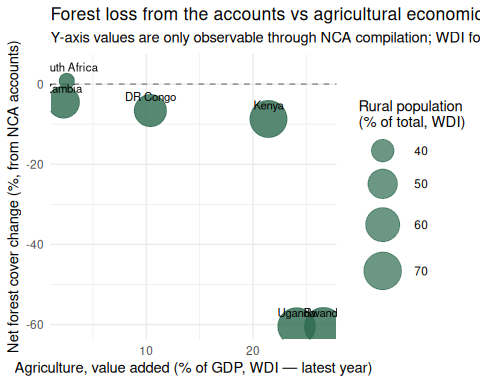 Forest loss from the accounts vs agricultural economic
Y-axis values are only observable through NCA compilation; WDI fo
Net forest cover change (%, from NCA accounts)
0
-20
-40
-60
uth Africa
ambia
DR Congo
Kenya
Uganda
Rwand
10
20
Agriculture, value added (% of GDP, WDI — latest year)
Rural population
(% of total, WDI)
40
50
60
70